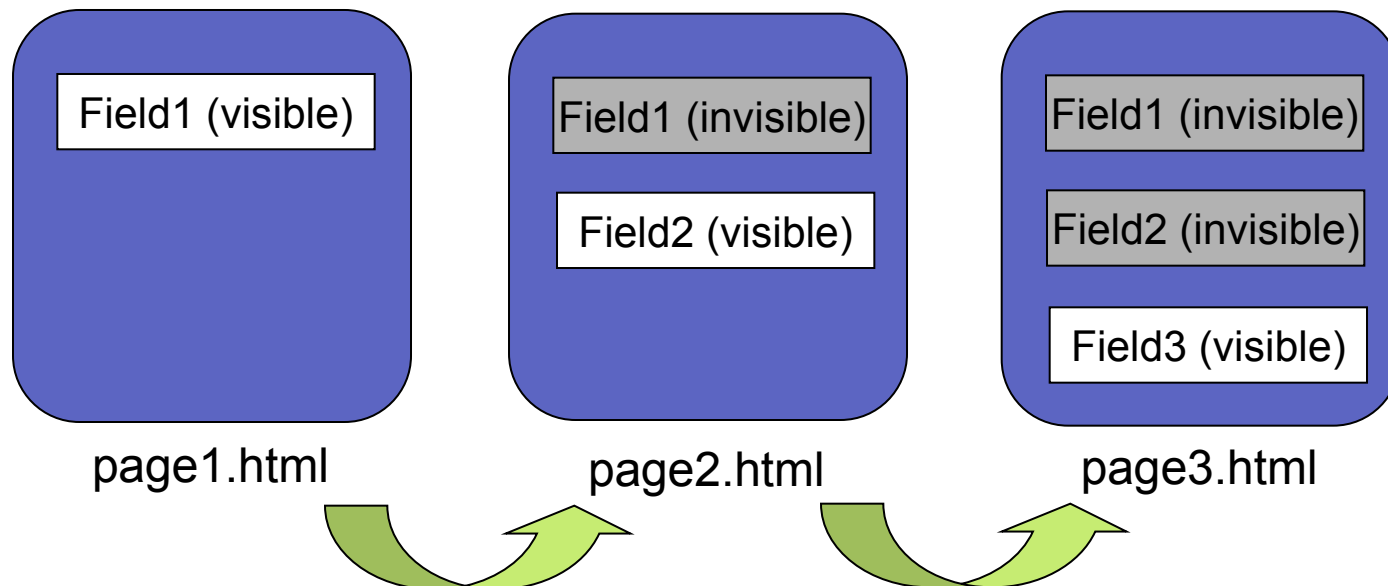 Field1 (visible)
page1.html
Field1 (invisible)
Field2 (visible)
page2.html
Field1 (invisible)
Field2 (invisible)
Field3 (visible)
page3.html